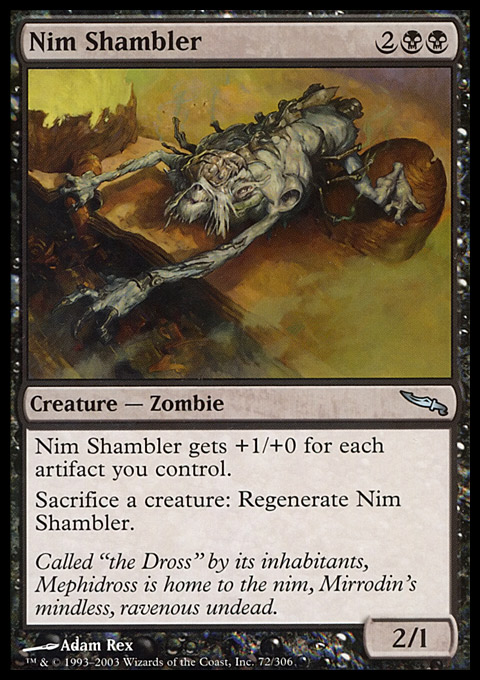 Nim Shambler 2
Creature — Zombie
Nim Shambler gets +1/+0 for each
artifact you control.
Sacrifice a creature: Regenerate Nim
Shambler.
Called "the Dross" by its inhabitants,
Mephidross is home to the nim, Mirrodin's
mindless, ravenous undead.
2/1
Adam Rex
™ & © 1993–2003 Wizards of the Coast, Inc. 72/306